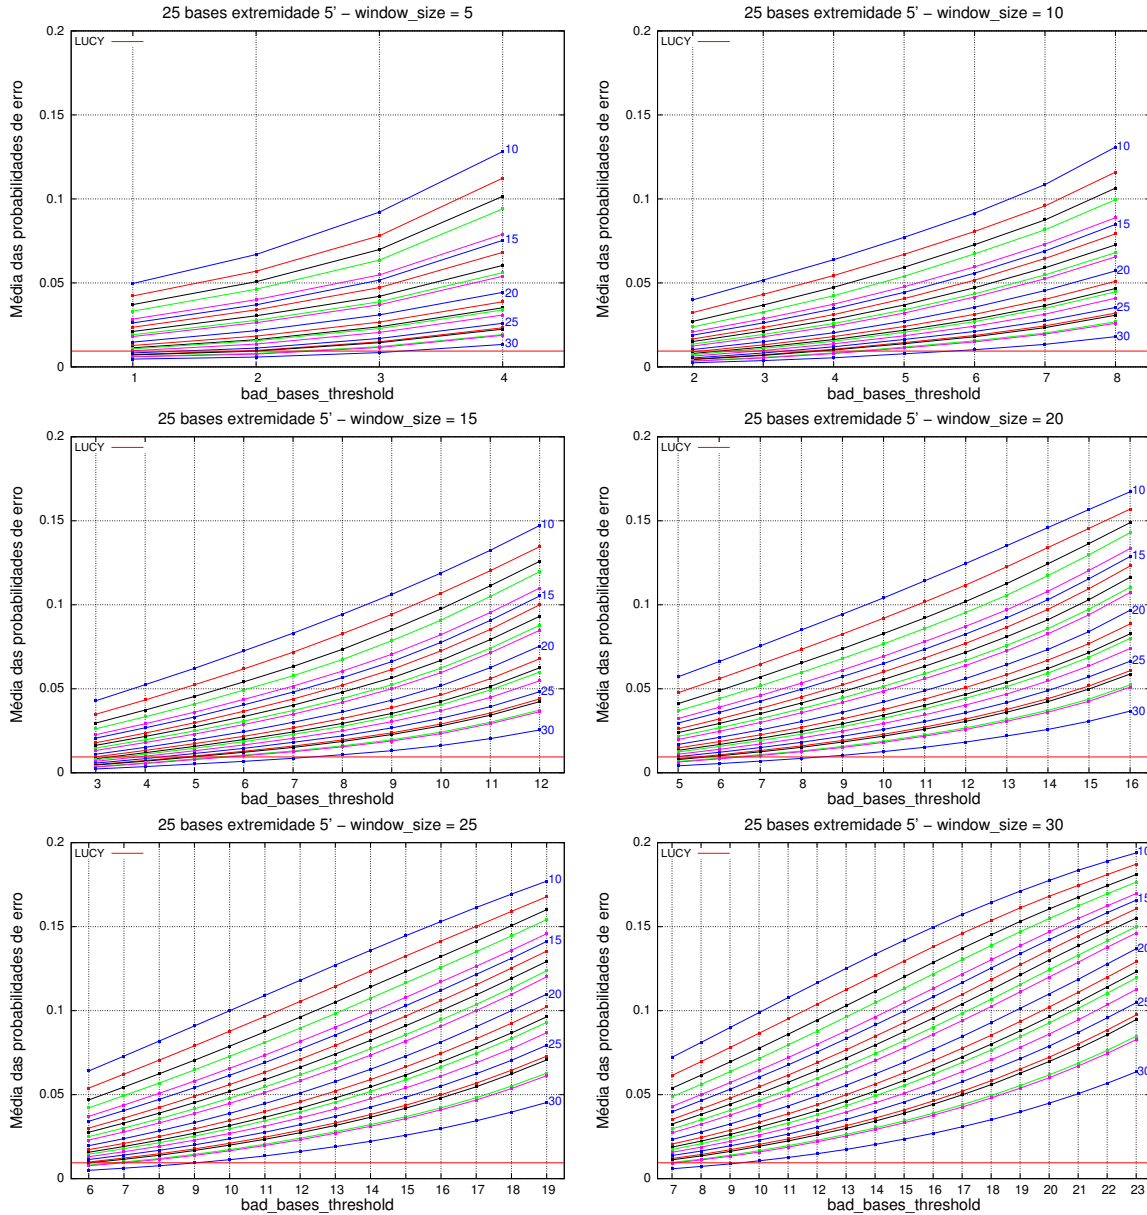 25 bases extremidade 5’ − window_size = 5
0.2
LUCY
0.15
0.1
0.05
0
Média das probabilidades de erro
10
15
20
25
30
1 2 3 4
bad_bases_threshold
25 bases extremidade 5’ − window_size = 10
0.2
LUCY
0.15
0.1
0.05
0
Média das probabilidades de erro
10
15
20
25
30
2 3 4 5 6 7 8
bad_bases_threshold
25 bases extremidade 5’ − window_size = 15
0.2
LUCY
0.15
0.1
0.05
0
Média das probabilidades de erro
10
15
20
25
30
3 4 5 6 7 8 9 10 11 12
bad_bases_threshold
25 bases extremidade 5’ − window_size = 20
0.2
LUCY
0.15
0.1
0.05
0
Média das probabilidades de erro
10
15
20
25
30
5 6 7 8 9 10 11 12 13 14 15 16
bad_bases_threshold
25 bases extremidade 5’ − window_size = 25
0.2
LUCY
0.15
0.1
0.05
0
Média das probabilidades de erro
10
15
20
25
30
6 7 8 9 10 11 12 13 14 15 16 17 18 19
bad_bases_threshold
25 bases extremidade 5’ − window_size = 30
0.2
LUCY
0.15
0.1
0.05
0
Média das probabilidades de erro
10
15
20
25
30
7 8 9 10 11 12 13 14 15 16 17 18 19 20 21 22 23
bad_bases_threshold